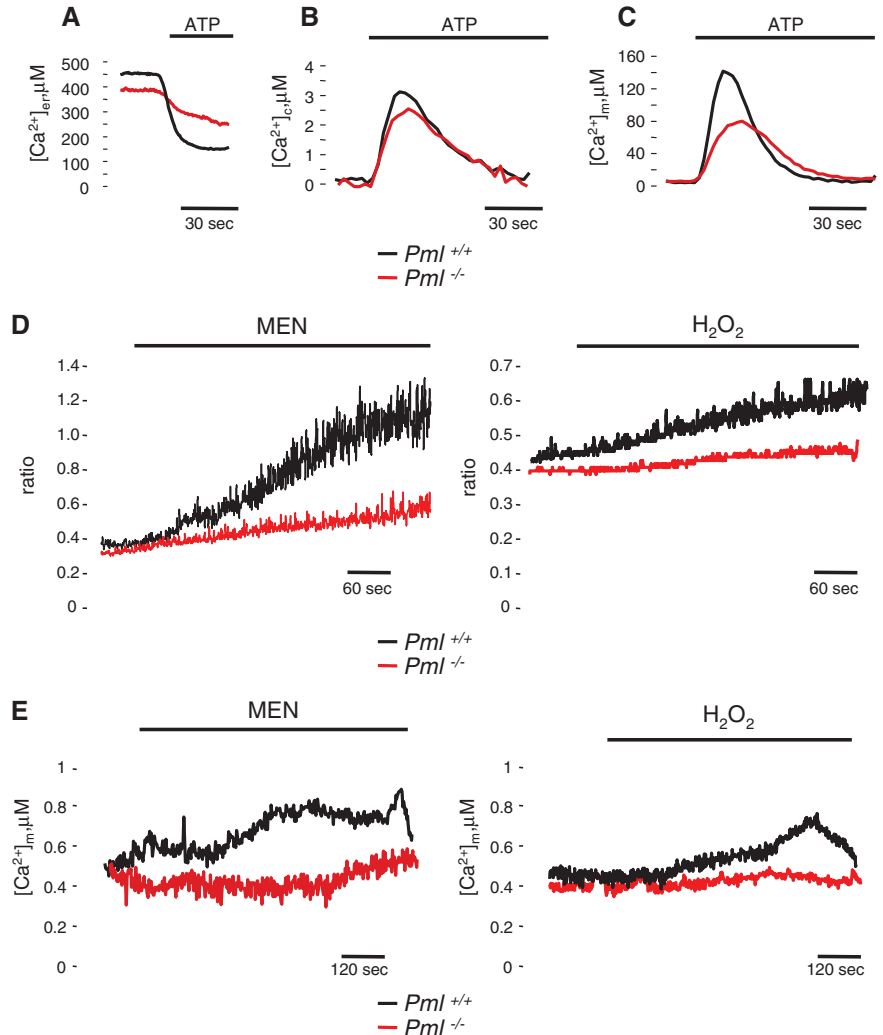 A
ATP
[Ca2+]er,μM
500
400
300
200
100
0
30 sec
B
ATP
[Ca2+]c,μM
4
3
2
1
0
30 sec
C
ATP
[Ca2+]m,μM
160
120
80
40
0
30 sec
Pml +/+
Pml -/-
D
MEN
ratio
1.4
1.2
1.0
0.8
0.6
0.4
0.2
0
60 sec
H2O2
ratio
0.7
0.6
0.5
0.4
0.3
0.2
0.1
0
60 sec
Pml +/+
Pml -/-
E
MEN
[Ca2+]m,μM
1
0.8
0.6
0.4
0.2
0
120 sec
H2O2
[Ca2+]m,μM
1
0.8
0.6
0.4
0.2
0
120 sec
Pml +/+
Pml -/-